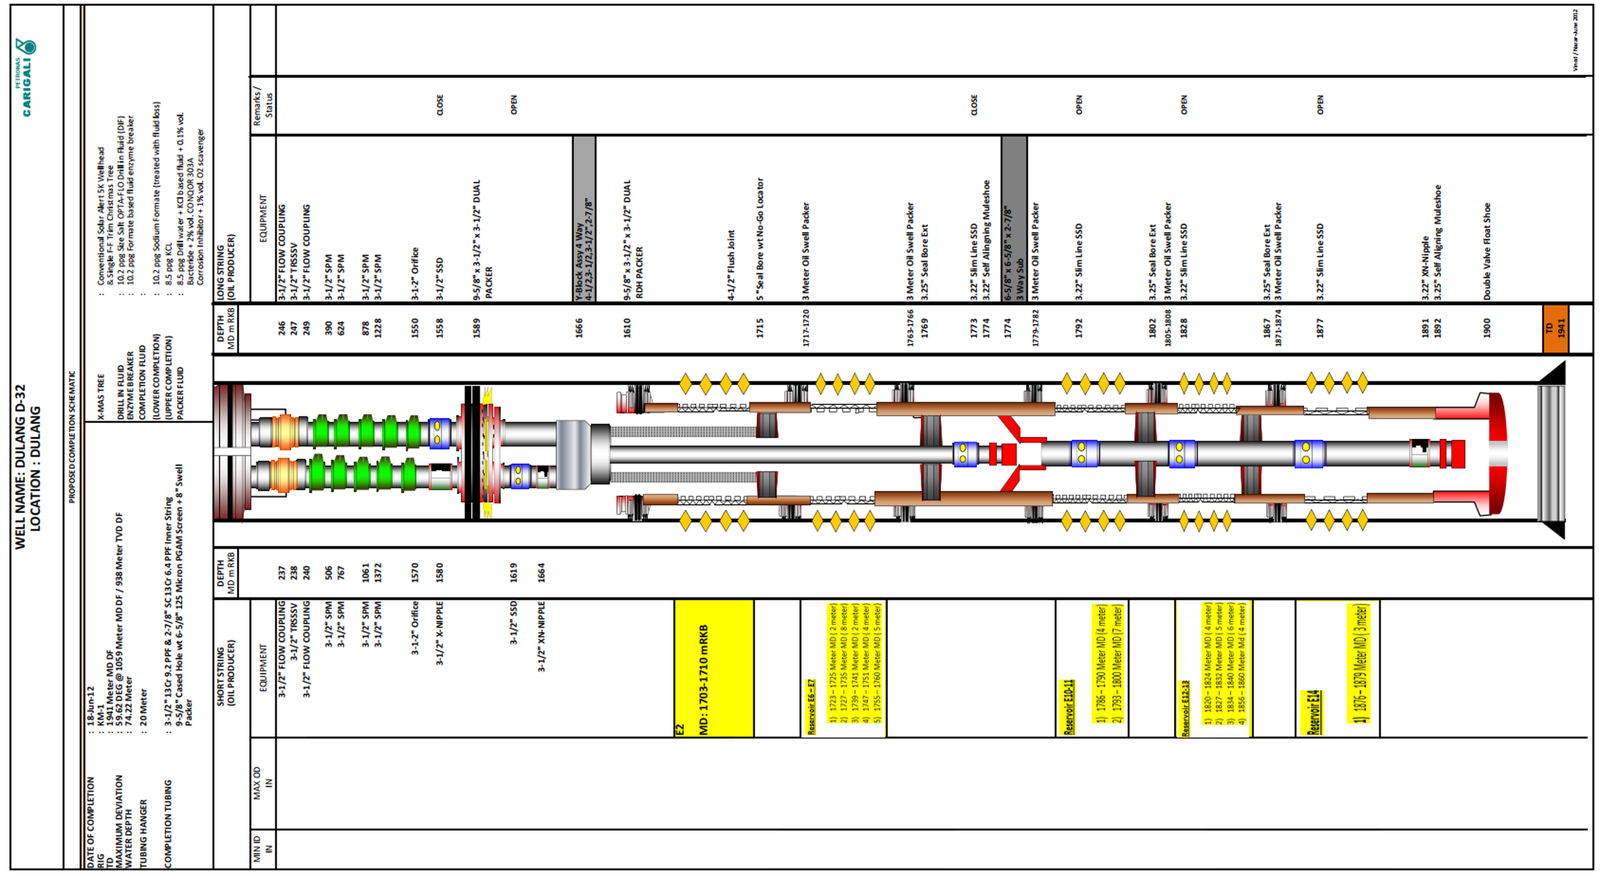 WELL NAME: DULANG D-32
LOCATION : DULANG
PETRONAS
CARIGALI
PROPOSED COMPLETION SCHEMATIC
DATE OF COMPLETION : 18-Jun-12
RIG : KM-1
TD : 1941 Meter MD DF
MAXIMUM DEVIATION : 59.62 DEG @ 1059 Meter MD DF / 938 Meter TVD DF
WATER DEPTH : 74.22 Meter
TUBING HANGER : 20 Meter
COMPLETION TUBING : 3-1/2" 13Cr 9.2 PPF & 2-7/8" SC 13Cr 6.4 PPF Inner String
9-5/8" Cased Hole wt 6-5/8" 125 Micron PGAM Screen + 8" Swell
Packer
X-MAS TREE : Conventional Solar Alert 5K Wellhead
& Single F-F Trim Christmas Tree
DRILL IN FLUID : 10.2 ppg Size Salt OPTA-FLO Drill in Fluid (DIF)
ENZYME BREAKER : 10.2 ppg Formate based fluid enzyme breaker
COMPLETION FLUID :
(LOWER COMPLETION) : 10.2 ppg Sodium Formate (treated with fluid loss)
(UPPER COMPLETION) : 8.5 ppg KCL
PACKER FLUID : 8.5 ppg Drill water + KCl based fluid + 0.1% vol.
Bactericde + 2% vol. CONQOR 303A
Corrosion Inhibitor + 1% vol. O2 scavenger
MIN ID
IN
MAX OD
IN
SHORT STRING
(OIL PRODUCER)
EQUIPMENT
DEPTH
MD m RKB
DEPTH
MD m RKB
LONG STRING
(OIL PRODUCER)
EQUIPMENT
Remarks /
Status
3-1/2" FLOW COUPLING 237
3-1/2" TRSSSV 238
3-1/2" FLOW COUPLING 240
3-1/2" SPM 506
3-1/2" SPM 767
3-1/2" SPM 1061
3-1/2" SPM 1372
3-1-2" Orifice 1570
3-1/2" X-NIPPLE 1580
3-1/2" SSD 1619
3-1/2" XN-NIPPLE 1664
246 3-1/2" FLOW COUPLING
247 3-1/2" TRSSSV
249 3-1/2" FLOW COUPLING
390 3-1/2" SPM
624 3-1/2" SPM
878 3-1/2" SPM
1228 3-1/2" SPM
1550 3-1-2" Orifice
1558 3-1/2" SSD CLOSE
1589 9-5/8" x 3-1/2" x 3-1/2" DUAL
PACKER
OPEN
1666 Y-Block Assy 4 Way
4-1/2,3-1/2,3-1/2",2-7/8"
1610 9-5/8" x 3-1/2" x 3-1/2" DUAL
RDH PACKER
4-1/2" Flush Joint
1715 5 "Seal Bore wt No-Go Locator
1717-1720 3 Meter Oil Swell Packer
1763-1766 3 Meter Oil Swell Packer
1769 3.25" Seal Bore Ext
1773 3.22" Slim Line SSD CLOSE
1774 3.22" Self Alingning Muleshoe
1774 6-5/8" x 6-5/8" x 2-7/8"
3 Way Sub
1779-1782 3 Meter Oil Swell Packer
1792 3.22" Slim Line SSD OPEN
1802 3.25" Seal Bore Ext
1805-1808 3 Meter Oil Swell Packer
1828 3.22" Slim Line SSD OPEN
1867 3.25" Seal Bore Ext
1871-1874 3 Meter Oil Swell Packer
1877 3.22" Slim Line SSD OPEN
1891 3.22" XN-Nipple
1892 3.25" Self Aligning Muleshoe
1900 Double Valve Float Shoe
TD
1941
E2
MD: 1703-1710 mRKB
Reservoir E6 – E7
1) 1723 – 1725 Meter MD ( 2 meter)
2) 1727 – 1735 Meter MD ( 8 meter)
3) 1739 – 1741 Meter MD ( 2 meter)
4) 1747 – 1751 Meter MD ( 4 meter)
5) 1755 – 1760 Meter MD ( 5 meter)
Reservoir E10-11
1) 1786 – 1790 Meter MD (4 meter)
2) 1793 – 1800 Meter MD (7 meter)
Reservoir E12-13
1) 1820 – 1824 Meter MD ( 4 meter)
2) 1827 – 1832 Meter MD ( 5 meter)
3) 1834 – 1840 Meter MD ( 6 meter)
4) 1856 – 1860 Meter Md ( 4 meter)
Reservoir E14
1) 1876 – 1879 Meter MD ( 3 meter)